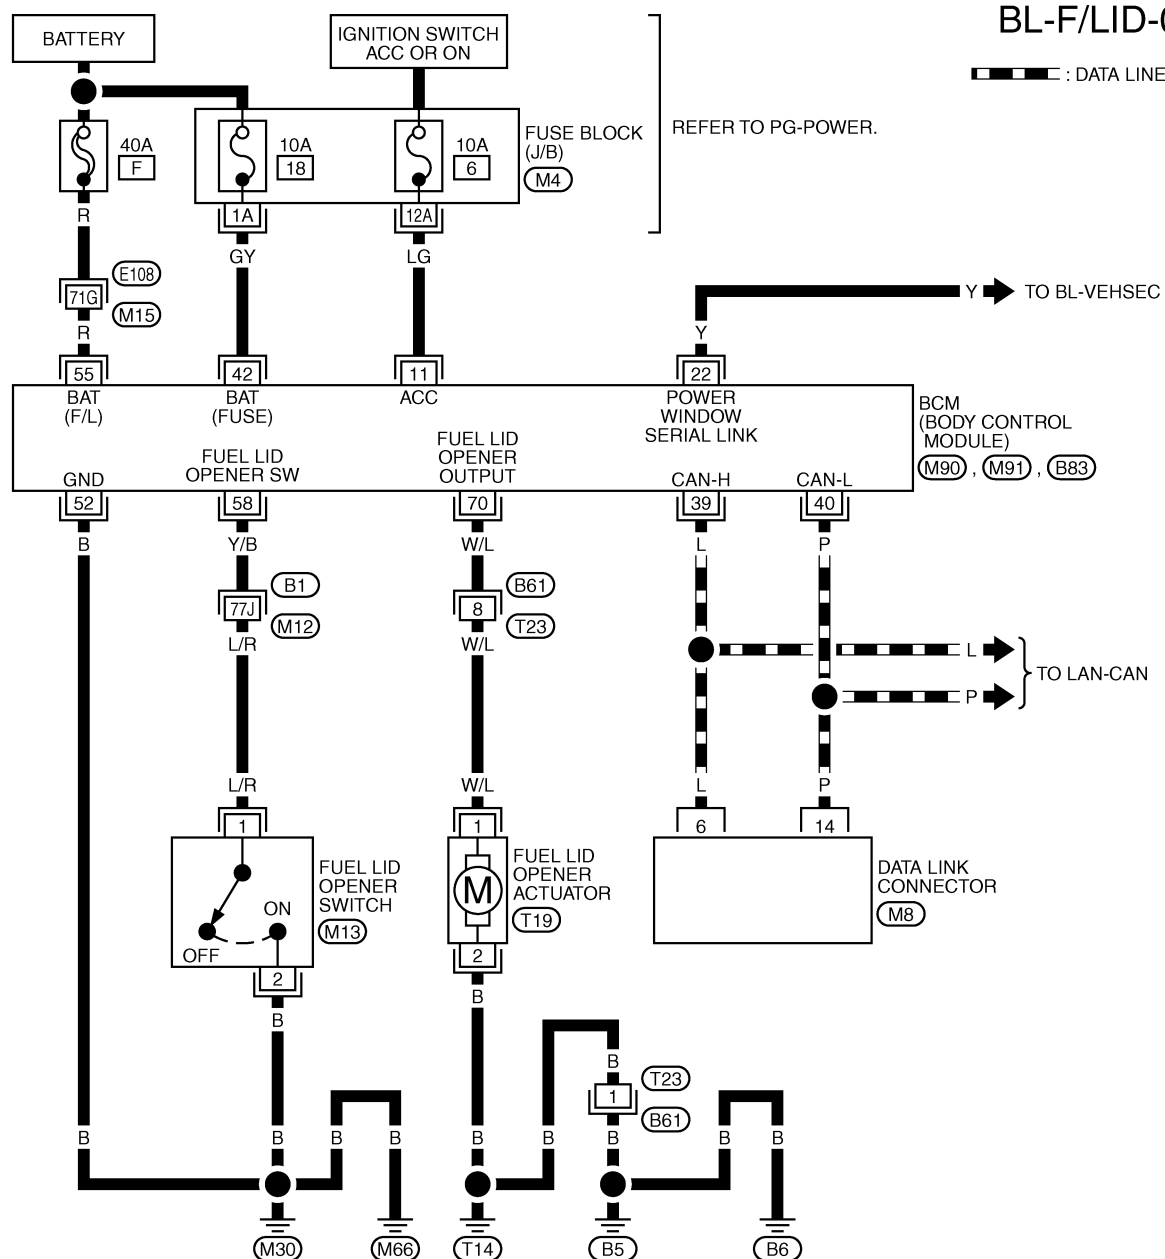 BL-F/LID-
BATTERY
IGNITION SWITCH
ACC OR ON
: DATA LINE
REFER TO PG-POWER.
40A
F
10A
18
10A
6
FUSE BLOCK
(J/B)
M4
1A
12A
R
GY
LG
E108
71G
M15
R
Y
TO BL-VEHSEC
Y
55
42
11
22
BAT
(F/L)
BAT
(FUSE)
ACC
POWER
WINDOW
SERIAL LINK
BCM
(BODY CONTROL
MODULE)
M90 , M91 , B83
GND
FUEL LID
OPENER SW
FUEL LID
OPENER
OUTPUT
CAN-H
CAN-L
52
58
70
39
40
B
Y/B
W/L
L
P
B1
77J
M12
B61
8
T23
L/R
W/L
L
P
TO LAN-CAN
L/R
W/L
L
P
1
1
6
14
FUEL LID
OPENER
SWITCH
M13
ON
OFF
2
M
FUEL LID
OPENER
ACTUATOR
T19
2
DATA LINK
CONNECTOR
M8
B
B
B
T23
1
B61
B
B
B
B
B
B
B
B
B
M30
M66
T14
B5
B6